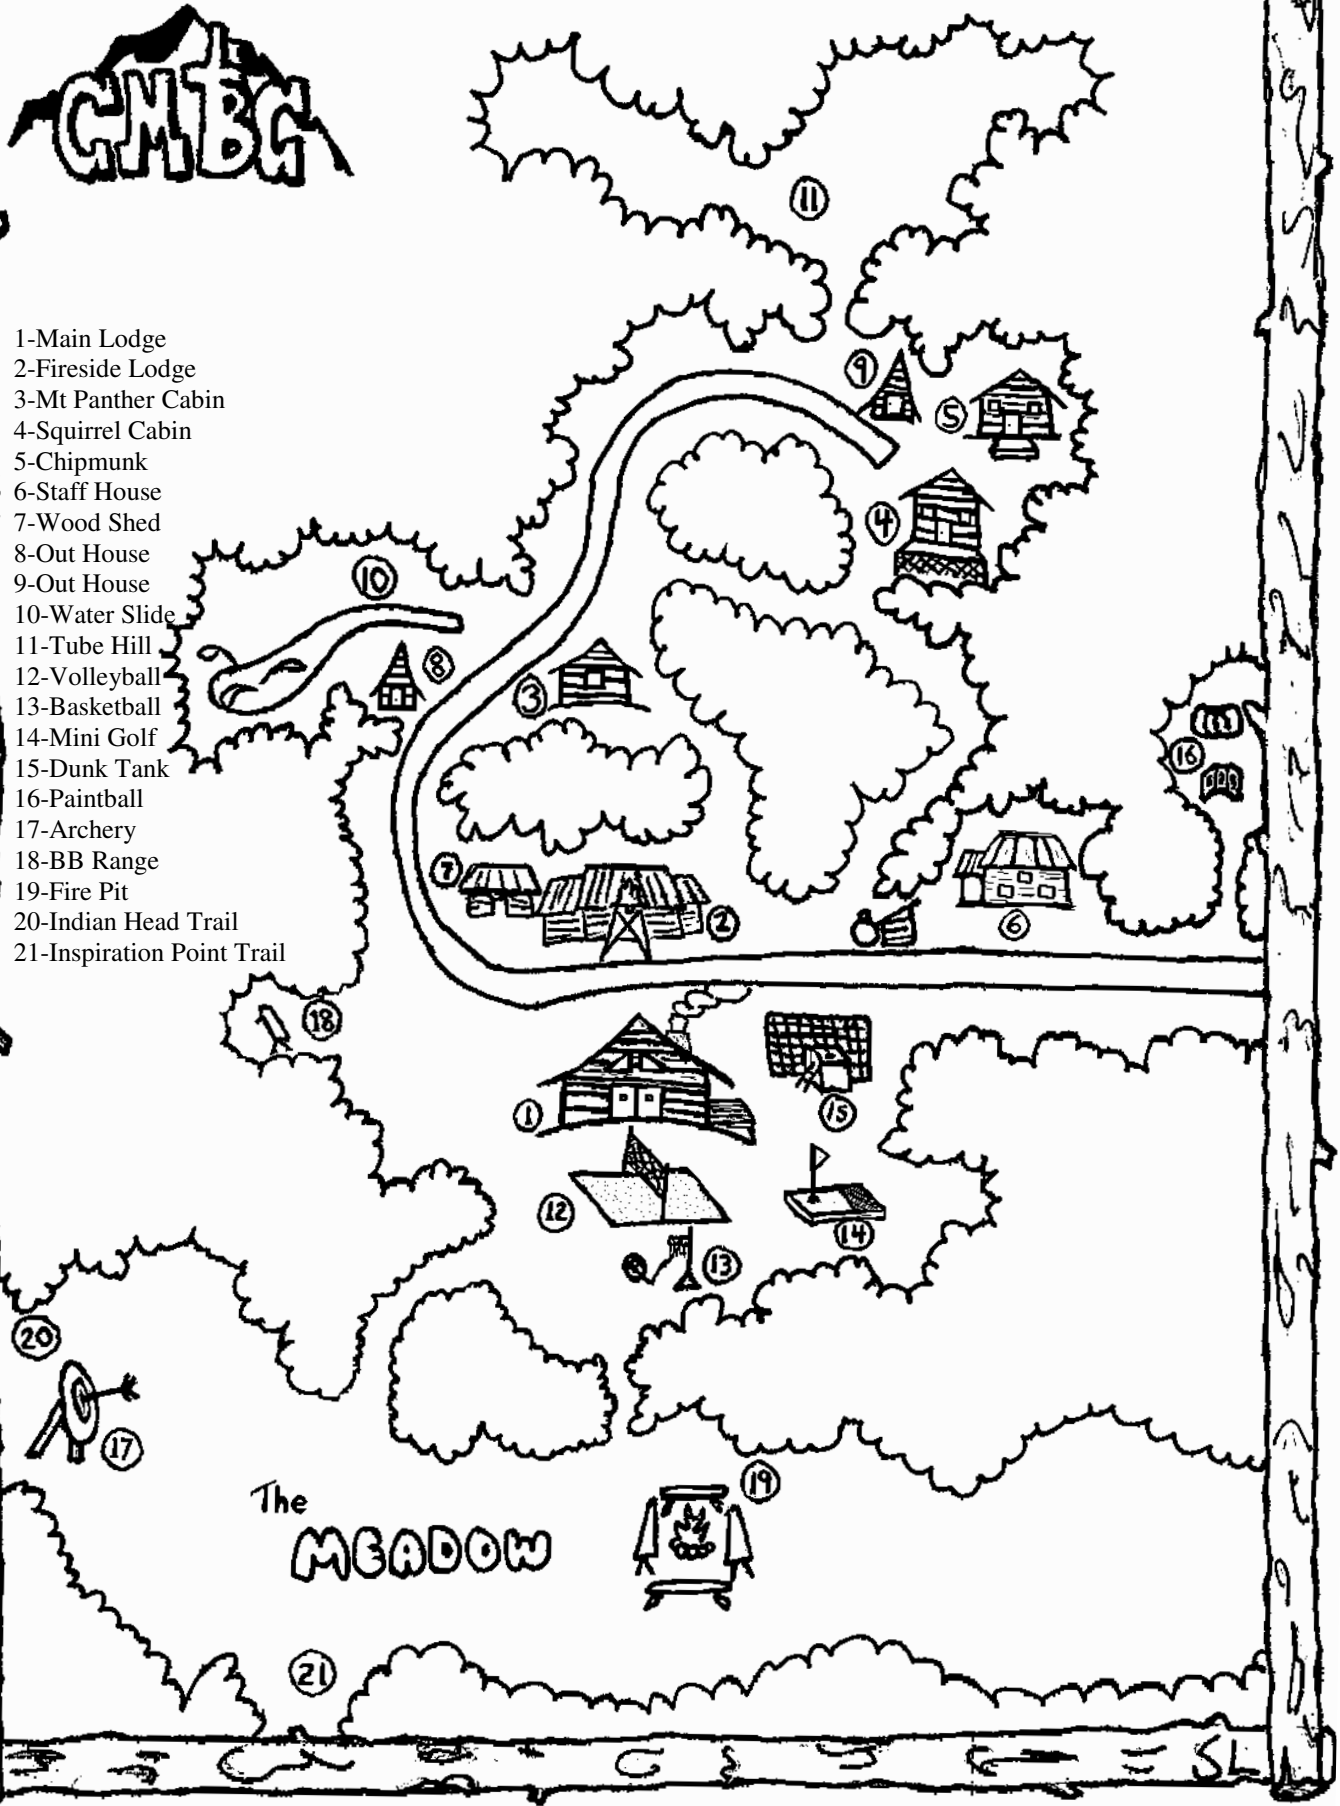 CMBC
11
1-Main Lodge
2-Fireside Lodge
3-Mt Panther Cabin
4-Squirrel Cabin
5-Chipmunk
6-Staff House
7-Wood Shed
8-Out House
9-Out House
10-Water Slide
11-Tube Hill
12-Volleyball
13-Basketball
14-Mini Golf
15-Dunk Tank
16-Paintball
17-Archery
18-BB Range
19-Fire Pit
20-Indian Head Trail
21-Inspiration Point Trail
9
5
4
10
8
3
16
7
2
6
18
1
15
12
14
13
20
17
19
The
MEADOW
21
SL